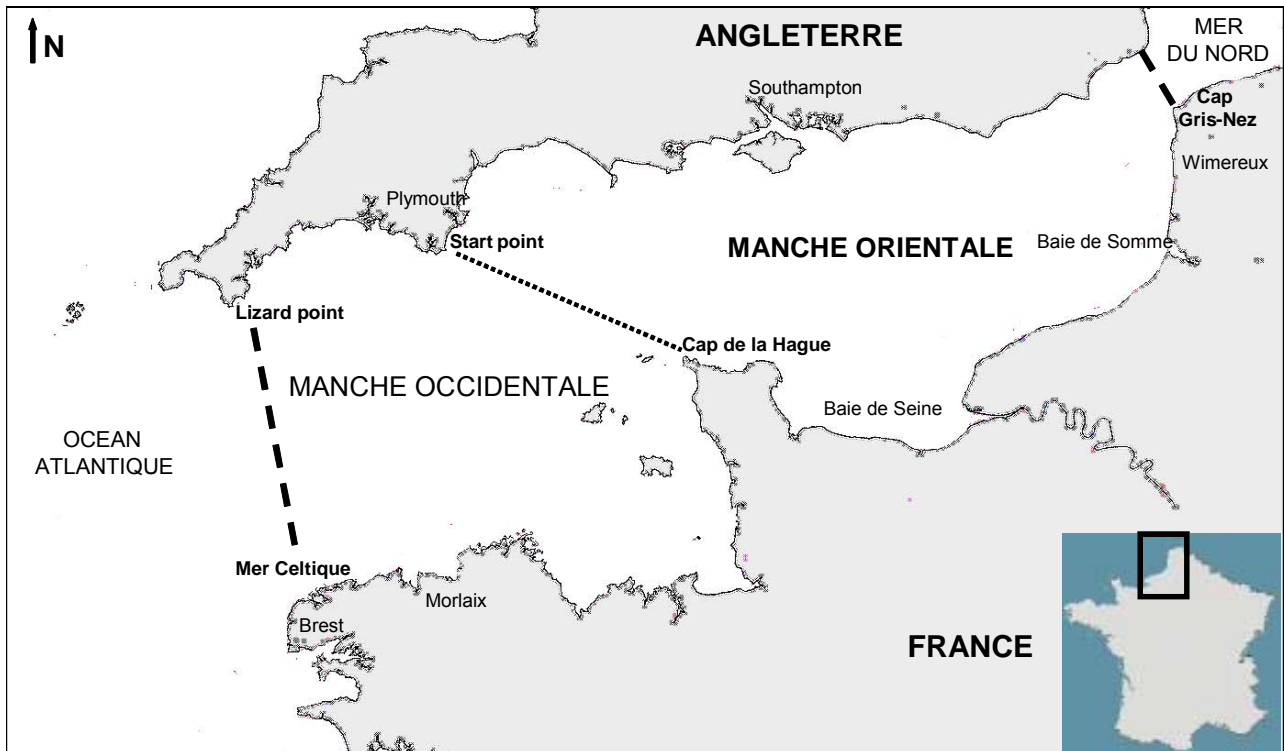 N
ANGLETERRE
MER
DU NORD
Southampton
Cap
Gris-Nez
Wimereux
Plymouth
Start point
MANCHE ORIENTALE
Baie de Somme
Lizard point
Cap de la Hague
MANCHE OCCIDENTALE
Baie de Seine
OCEAN
ATLANTIQUE
Mer Celtique
Morlaix
Brest
FRANCE